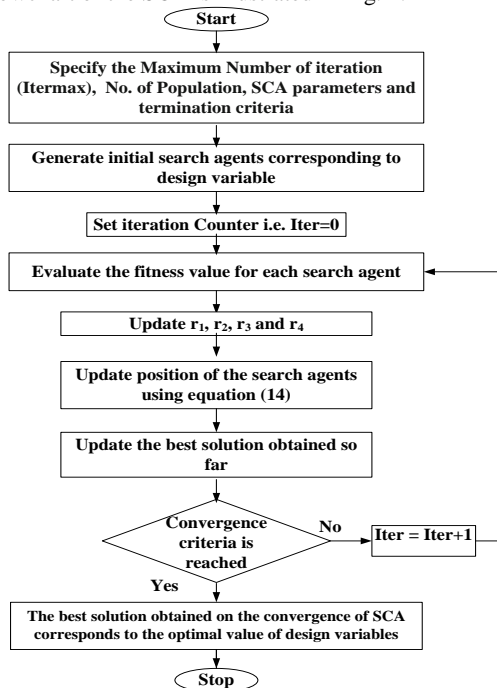 Start
Specify the Maximum Number of iteration
(Itermax), No. of Population, SCA parameters and
termination criteria
Generate initial search agents corresponding to
design variable
Set iteration Counter i.e. Iter=0
Evaluate the fitness value for each search agent
Update r₁, r₂, r₃ and r₄
Update position of the search agents
using equation (14)
Update the best solution obtained so
far
Convergence
criteria is
reached
No
Iter = Iter+1
Yes
The best solution obtained on the convergence of SCA
corresponds to the optimal value of design variables
Stop